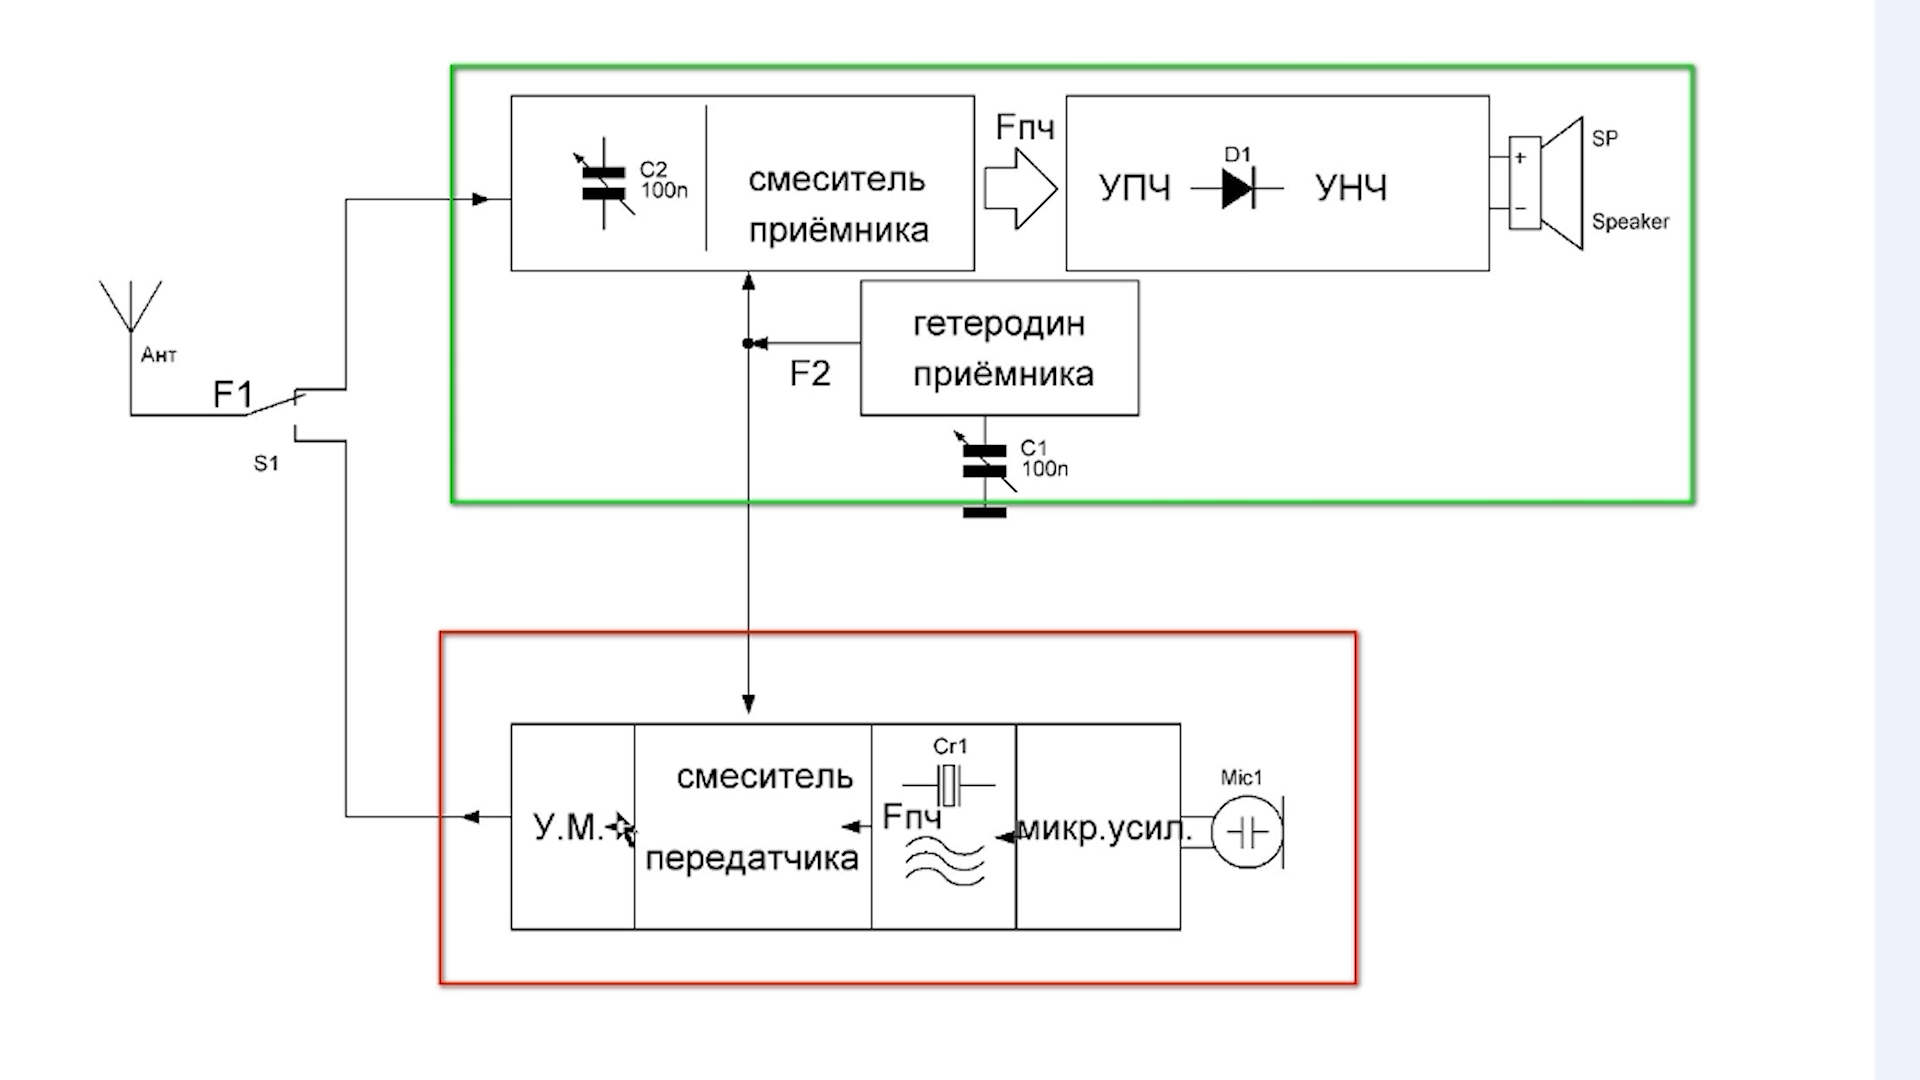 Fпч
SP
C2
100n
смеситель
приёмника
УПЧ
D1
УНЧ
+
−
Speaker
гетеродин
приёмника
F2
Ант
F1
S1
C1
100n
Cr1
смеситель
Mic1
У.М.
Fпч
микр.усил.
передатчика